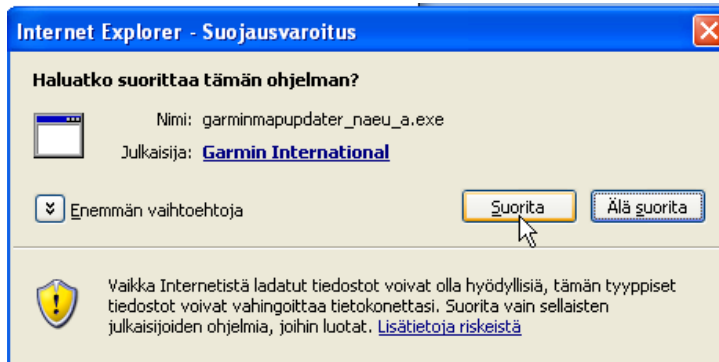 Internet Explorer - Suojausvaroitus
Haluatko suorittaa tämän ohjelman?
Nimi: garminmapupdater_naeu_a.exe
Julkaisija: Garmin International
Enemmän vaihtoehtoja
Suorita
Älä suorita
Vaikka Internetistä ladatut tiedostot voivat olla hyödyllisiä, tämän tyyppiset
tiedostot voivat vahingoittaa tietokonettasi. Suorita vain sellaisten
julkaisijoiden ohjelmia, joihin luotat. Lisätietoja riskeistä